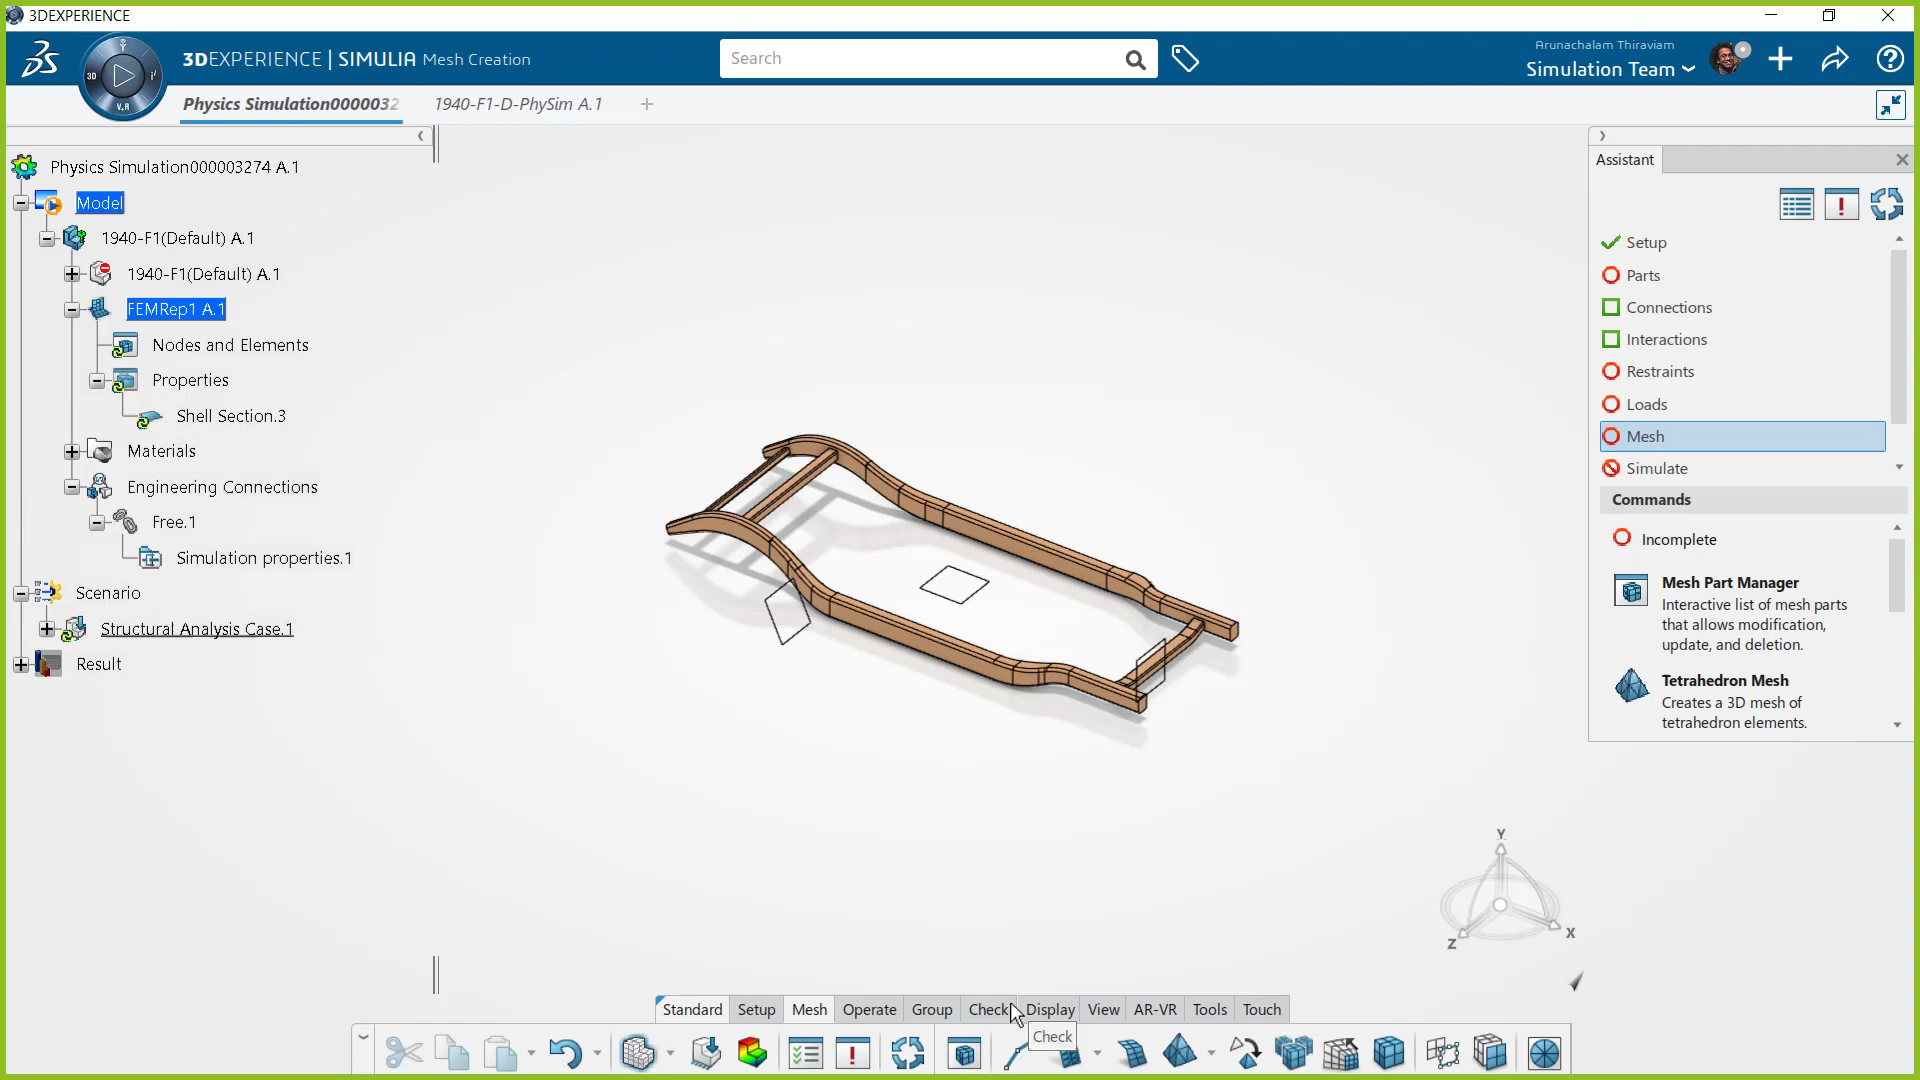 3DEXPERIENCE
3DEXPERIENCE | SIMULIA Mesh Creation
3D
V.R
Search
Arunachalam Thiraviam
Simulation Team
Physics Simulation0000032
1940-F1-D-PhySim A.1
Physics Simulation000003274 A.1
Model
1940-F1(Default) A.1
1940-F1(Default) A.1
FEMRep1 A.1
Nodes and Elements
Properties
Shell Section.3
Materials
Engineering Connections
Free.1
Simulation properties.1
Scenario
Structural Analysis Case.1
Result
Assistant
Setup
Parts
Connections
Interactions
Restraints
Loads
Mesh
Simulate
Commands
Incomplete
Mesh Part Manager
Interactive list of mesh parts
that allows modification,
update, and deletion.
Tetrahedron Mesh
Creates a 3D mesh of
tetrahedron elements.
Y
X
Z
Standard Setup Mesh Operate Group Check Display View AR-VR Tools Touch
Check